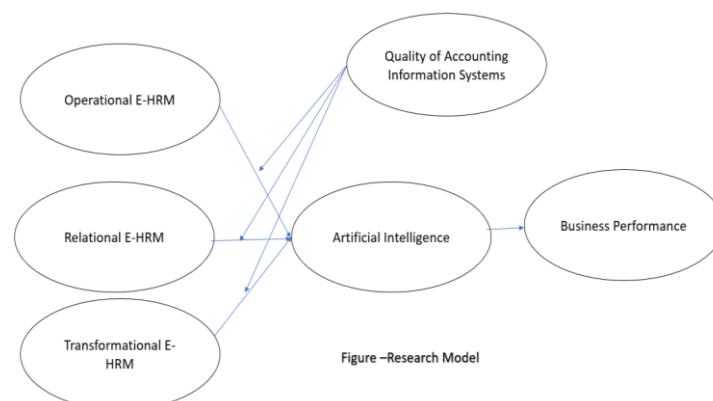 Quality of Accounting
Information Systems
Operational E-HRM
Relational E-HRM
Artificial Intelligence
Business Performance
Transformational E-
HRM
Figure –Research Model